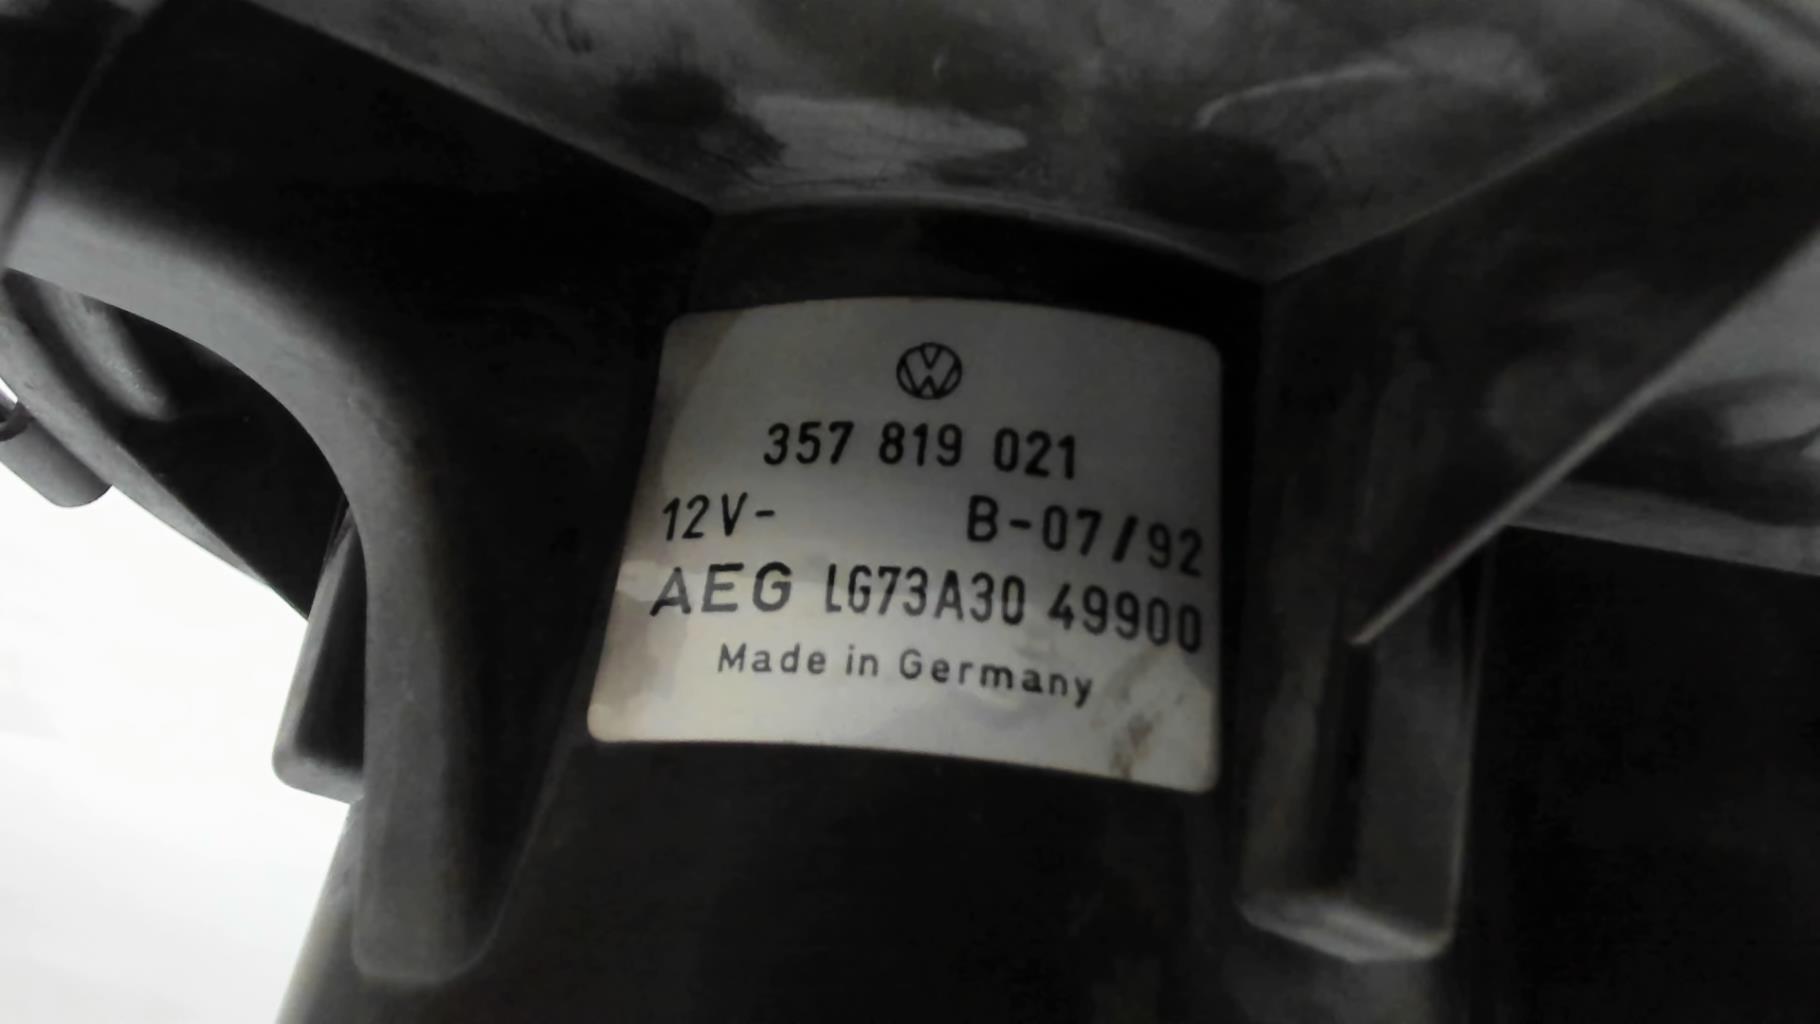 357 819 021
12V- B-07/92
AEG LG73A30 49900
Made in Germany